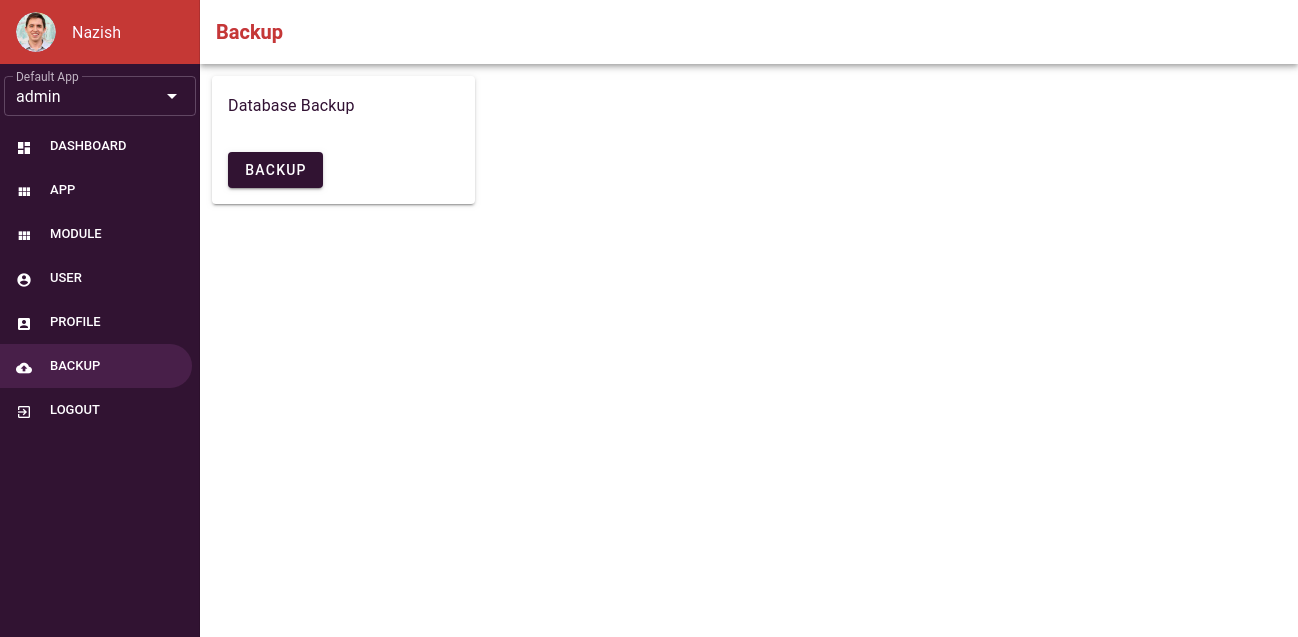 Nazish
Backup
Default App
admin
DASHBOARD
APP
MODULE
USER
PROFILE
BACKUP
LOGOUT
Database Backup
BACKUP